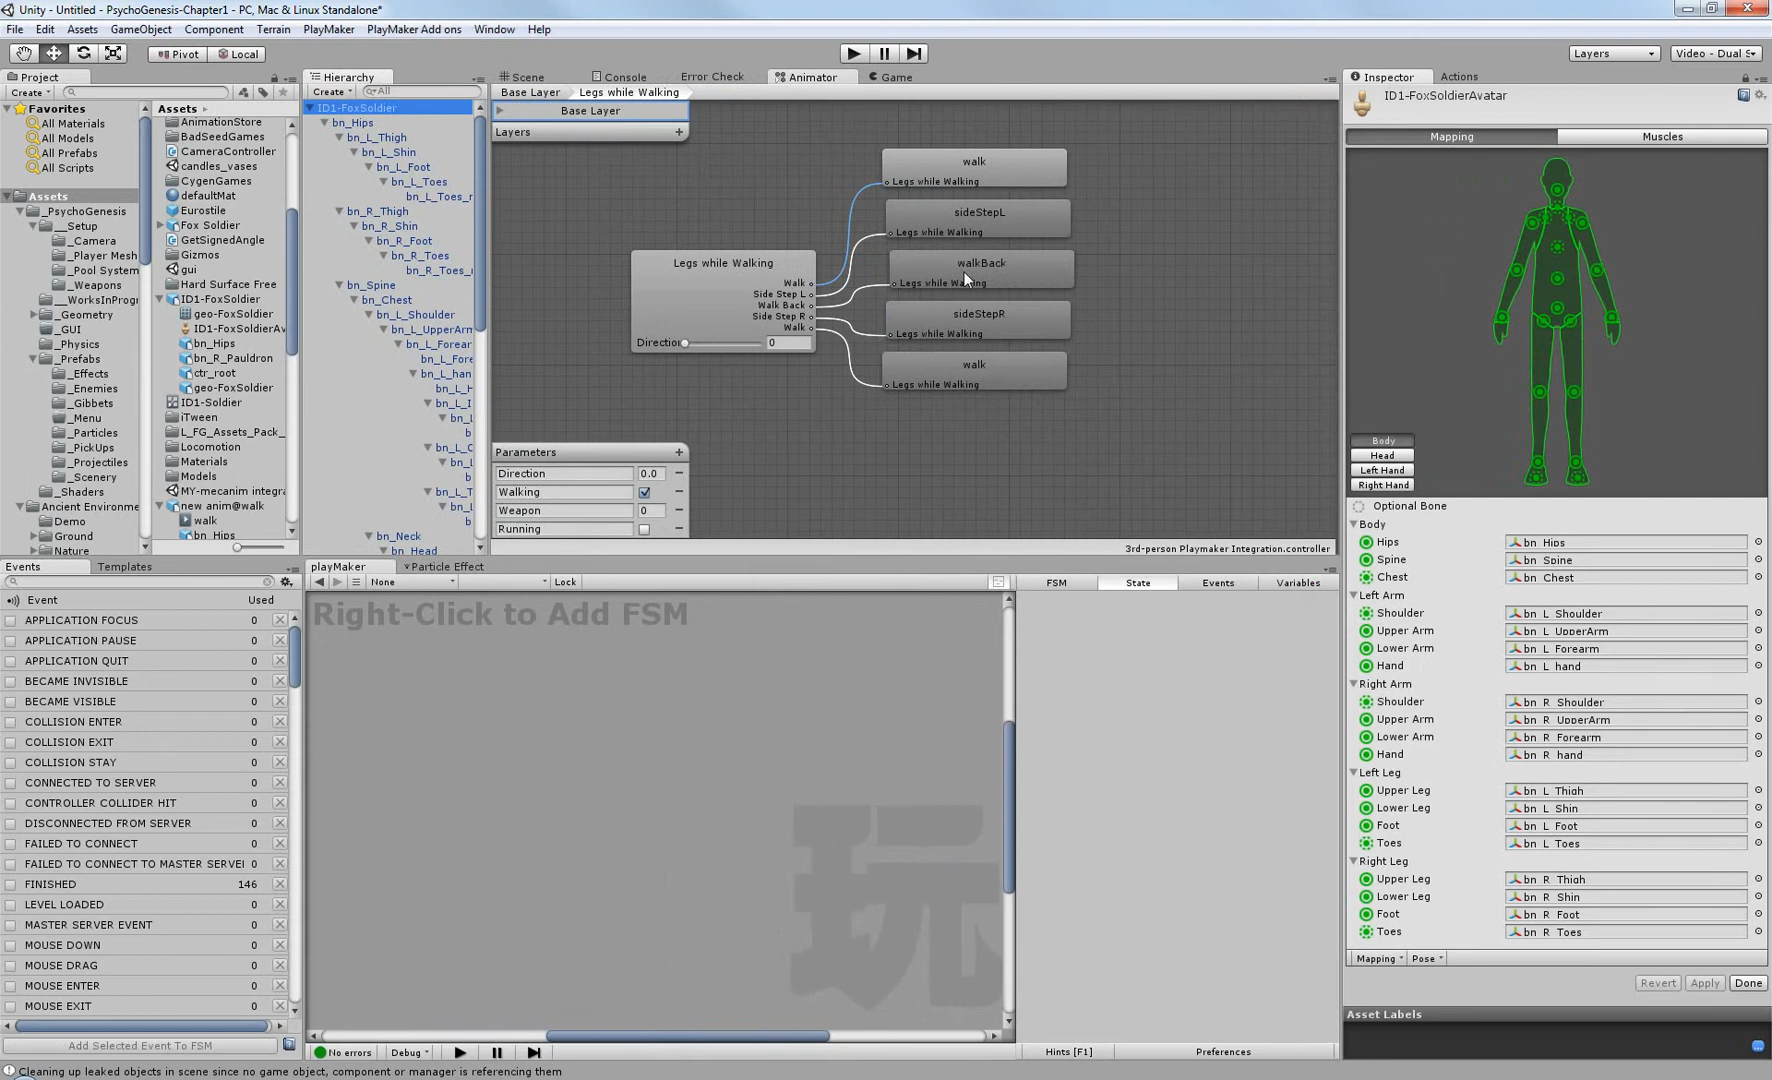 Unity - Untitled - PsychoGenesis-Chapter1 - PC, Mac & Linux Standalone*
File Edit Assets GameObject Component Terrain PlayMaker PlayMaker Add ons Window Help
Pivot Local Layers Video - Dual S
Project
Create
Favorites
All Materials
All Models
All Prefabs
All Scripts
Assets
_PsychoGenesis
__Setup
_Camera
_Player Mesh
_Pool System
_Weapons
__WorksInProgr
_Geometry
_GUI
_Physics
_Prefabs
_Effects
_Enemies
_Gibbets
_Menu
_Particles
_PickUps
_Projectiles
_Scenery
_Shaders
Ancient Environme
Demo
Ground
Nature
Assets
AnimationStore
BadSeedGames
CameraController
candles_vases
CygenGames
defaultMat
Eurostile
Fox Soldier
GetSignedAngle
Gizmos
gui
Hard Surface Free
ID1-FoxSoldier
geo-FoxSoldier
ID1-FoxSoldierAv
bn_Hips
bn_R_Pauldron
ctr_root
geo-FoxSoldier
ID1-Soldier
iTween
L_FG_Assets_Pack_
Locomotion
Materials
Models
MY-mecanim integra
new anim@walk
walk
bn_Hips
Hierarchy
Create All
ID1-FoxSoldier
bn_Hips
bn_L_Thigh
bn_L_Shin
bn_L_Foot
bn_L_Toes
bn_L_Toes_r
bn_R_Thigh
bn_R_Shin
bn_R_Foot
bn_R_Toes
bn_R_Toes_
bn_Spine
bn_Chest
bn_L_Shoulder
bn_L_UpperArm
bn_L_Forear
bn_L_Fore
bn_L_han
bn_L_H
bn_L_I
bn_L
b
bn_L_C
bn_L
b
bn_L_T
bn_L
b
bn_Neck
bn_Head
Scene Console Error Check Animator Game
Base Layer Legs while Walking
Base Layer
Layers +
walk
Legs while Walking
sideStepL
Legs while Walking
walkBack
Legs while Walking
sideStepR
Legs while Walking
walk
Legs while Walking
Legs while Walking
Walk
Side Step L
Walk Back
Side Step R
Walk
Direction 0
Parameters +
Direction 0.0
Walking
Weapon 0
Running
3rd-person Playmaker Integration.controller
Events Templates
Event Used
APPLICATION FOCUS 0
APPLICATION PAUSE 0
APPLICATION QUIT 0
BECAME INVISIBLE 0
BECAME VISIBLE 0
COLLISION ENTER 0
COLLISION EXIT 0
COLLISION STAY 0
CONNECTED TO SERVER 0
CONTROLLER COLLIDER HIT 0
DISCONNECTED FROM SERVER 0
FAILED TO CONNECT 0
FAILED TO CONNECT TO MASTER SERVEI 0
FINISHED 146
LEVEL LOADED 0
MASTER SERVER EVENT 0
MOUSE DOWN 0
MOUSE DRAG 0
MOUSE ENTER 0
MOUSE EXIT 0
Add Selected Event To FSM
playMaker Particle Effect
None Lock FSM State Events Variables
Right-Click to Add FSM
玩
No errors Debug Hints [F1] Preferences
Cleaning up leaked objects in scene since no game object, component or manager is referencing them
Inspector Actions
ID1-FoxSoldierAvatar
Mapping Muscles
Body
Head
Left Hand
Right Hand
Optional Bone
Body
Hips bn_Hips
Spine bn_Spine
Chest bn_Chest
Left Arm
Shoulder bn_L_Shoulder
Upper Arm bn_L_UpperArm
Lower Arm bn_L_Forearm
Hand bn_L_hand
Right Arm
Shoulder bn_R_Shoulder
Upper Arm bn_R_UpperArm
Lower Arm bn_R_Forearm
Hand bn_R_hand
Left Leg
Upper Leg bn_L_Thigh
Lower Leg bn_L_Shin
Foot bn_L_Foot
Toes bn_L_Toes
Right Leg
Upper Leg bn_R_Thigh
Lower Leg bn_R_Shin
Foot bn_R_Foot
Toes bn_R_Toes
Mapping Pose
Revert Apply Done
Asset Labels